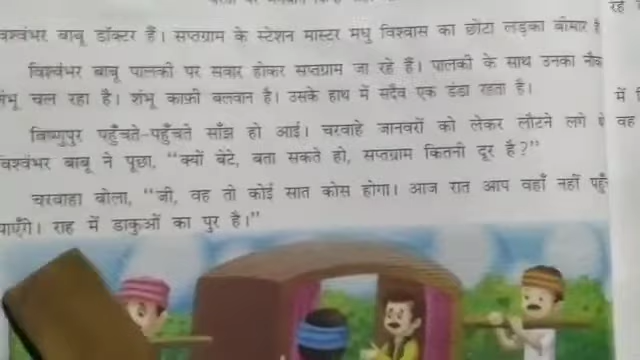 विश्वंभर बाबू डॉक्टर हैं। सप्तग्राम के स्टेशन मास्टर मधु विश्वास का छोटा लड़का बीमार है
विश्वंभर बाबू पालकी पर सवार होकर सप्तग्राम जा रहे हैं। पालकी के साथ उनका नौक
शंभू चल रहा है। शंभू काफ़ी बलवान है। उसके हाथ में सदैव एक डंडा रहता है।
विष्णुपुर पहुँचते-पहुँचते साँझ हो आई। चरवाहे जानवरों को लेकर लौटने लगे थे
विश्वंभर बाबू ने पूछा, “क्यों बेटे, बता सकते हो, सप्तग्राम कितनी दूर है?”
चरवाहा बोला, “जी, वह तो कोई सात कोस होगा। आज रात आप वहाँ नहीं पहुँ
पाएँगे। राह में डाकुओं का पुर है।”
रहे
में
वह